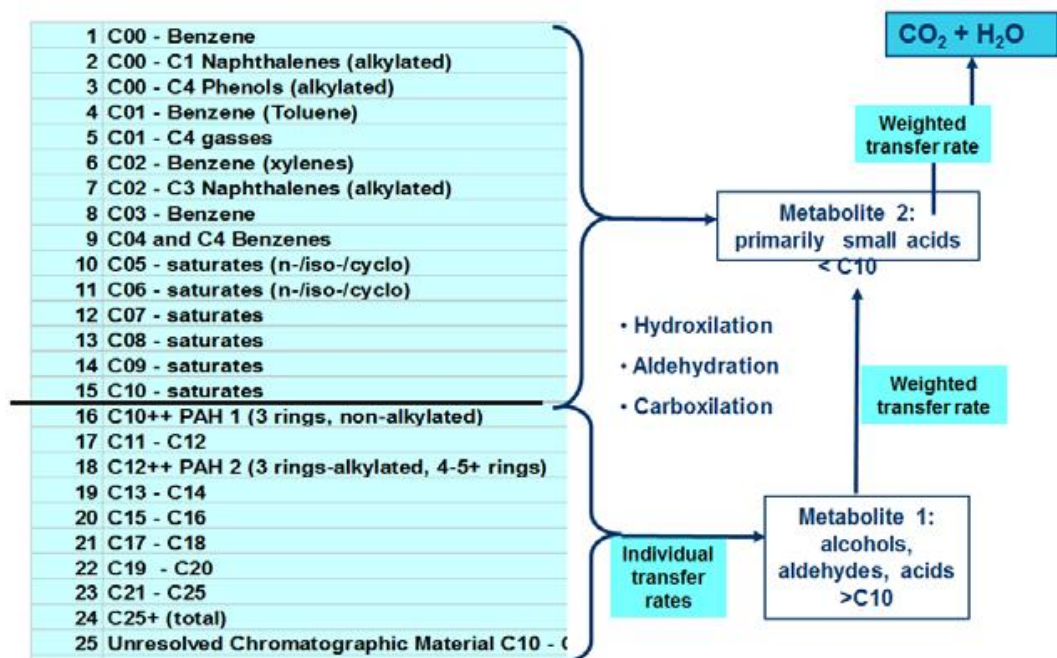 1 C00 - Benzene
2 C00 - C1 Naphthalenes (alkylated)
3 C00 - C4 Phenols (alkylated)
4 C01 - Benzene (Toluene)
5 C01 - C4 gasses
6 C02 - Benzene (xylenes)
7 C02 - C3 Naphthalenes (alkylated)
8 C03 - Benzene
9 C04 and C4 Benzenes
10 C05 - saturates (n-/iso-/cyclo)
11 C06 - saturates (n-/iso-/cyclo)
12 C07 - saturates
13 C08 - saturates
14 C09 - saturates
15 C10 - saturates
16 C10++ PAH 1 (3 rings, non-alkylated)
17 C11 - C12
18 C12++ PAH 2 (3 rings-alkylated, 4-5+ rings)
19 C13 - C14
20 C15 - C16
21 C17 - C18
22 C19 - C20
23 C21 - C25
24 C25+ (total)
25 Unresolved Chromatographic Material C10 -
CO₂ + H₂O
Weighted
transfer rate
Metabolite 2:
primarily small acids
< C10
• Hydroxilation
• Aldehydration
• Carboxilation
Weighted
transfer rate
Individual
transfer
rates
Metabolite 1:
alcohols,
aldehydes, acids
>C10